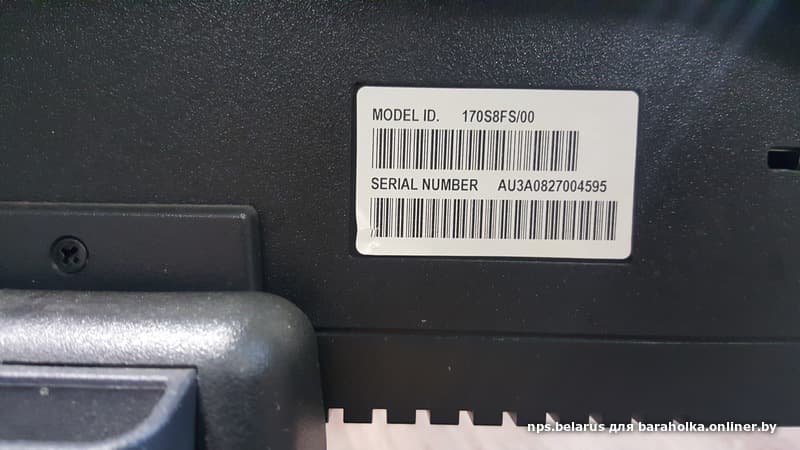 MODEL ID. 170S8FS/00
SERIAL NUMBER AU3A0827004595
nps.belarus для baraholka.onliner.by